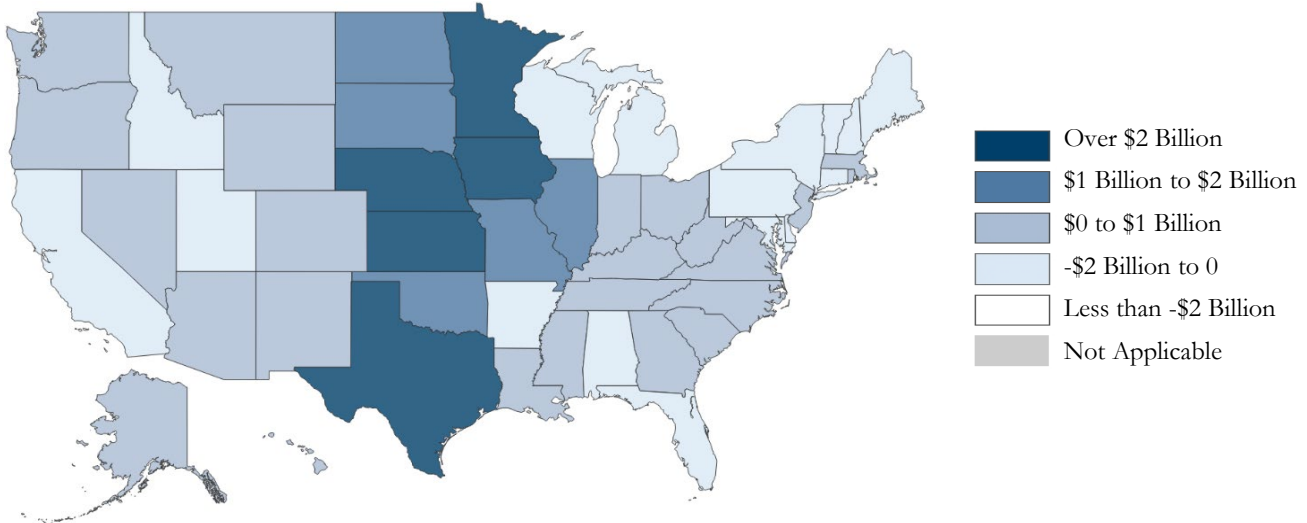 Over $2 Billion
$1 Billion to $2 Billion
$0 to $1 Billion
-$2 Billion to 0
Less than -$2 Billion
Not Applicable